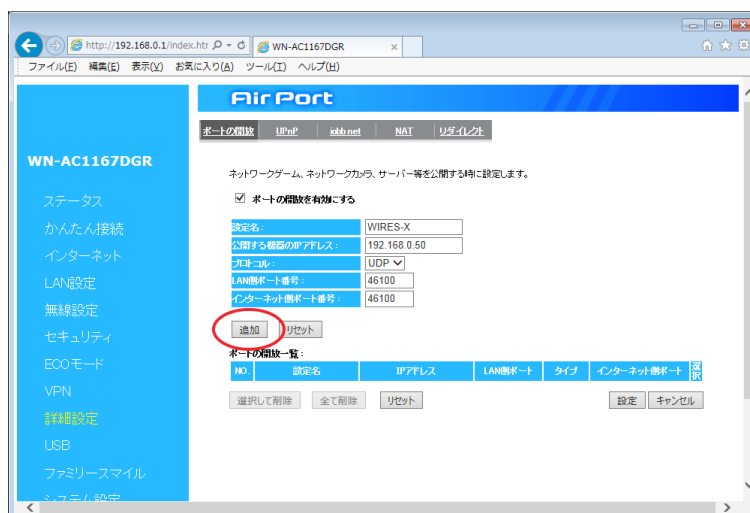 http://192.168.0.1/index.htr
WN-AC1167DGR
ファイル(F) 編集(E) 表示(V) お気に入り(A) ツール(T) ヘルプ(H)
Air Port
ポートの開放 UPnP iobb.net NAT リダイレクト
WN-AC1167DGR
ステータス
かんたん接続
インターネット
LAN設定
無線設定
セキュリティ
ECOモード
VPN
詳細設定
USB
ファミリースマイル
システム設定
ネットワークゲーム、ネットワークカメラ、サーバー等を公開する時に設定します。
ポートの開放を有効にする
設定名 : WIRES-X
公開する機器のIPアドレス : 192.168.0.50
プロトコル : UDP
LAN側ポート番号 : 46100
インターネット側ポート番号 : 46100
追加 リセット
ポートの開放一覧 :
NO. 設定名 IPアドレス LAN側ポート タイプ インターネット側ポート 選択
選択して削除 全て削除 リセット 設定 キャンセル